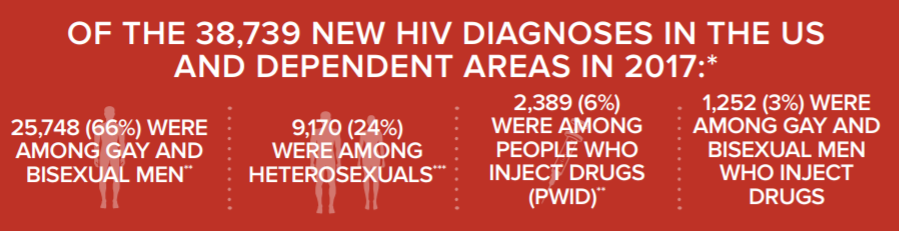 OF THE 38,739 NEW HIV DIAGNOSES IN THE US
AND DEPENDENT AREAS IN 2017:*
25,748 (66%) WERE
AMONG GAY AND
BISEXUAL MEN**
9,170 (24%)
WERE AMONG
HETEROSEXUALS***
2,389 (6%)
WERE AMONG
PEOPLE WHO
INJECT DRUGS
(PWID)**
1,252 (3%) WERE
AMONG GAY AND
BISEXUAL MEN
WHO INJECT
DRUGS